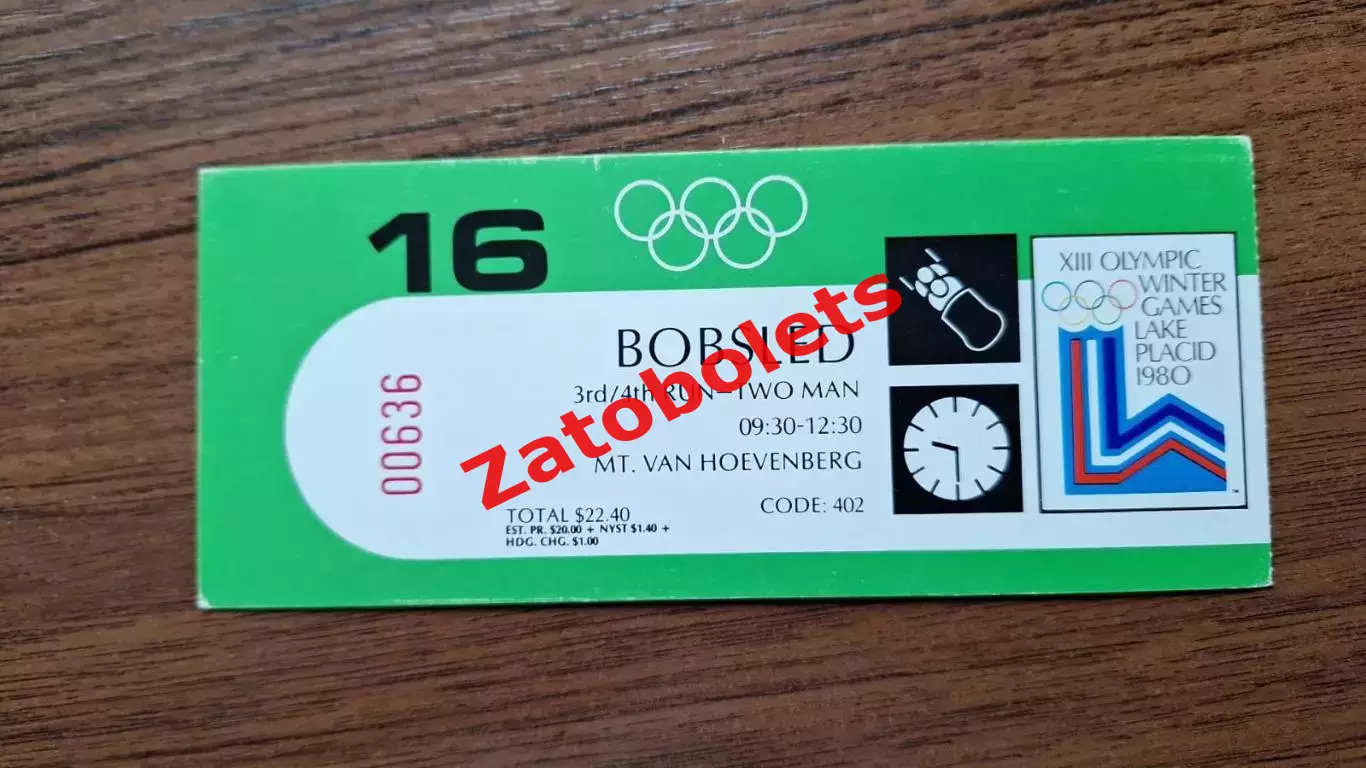 16
BOBSLED
3rd/4th RUN–TWO MAN
09:30-12:30
MT. VAN HOEVENBERG
CODE: 402
TOTAL $22.40
EST. PR. $20.00 + NYST $1.40 +
HDG. CHG. $1.00
006636
XIII OLYMPIC
WINTER
GAMES
LAKE
PLACID
1980
TM
Zatobolets